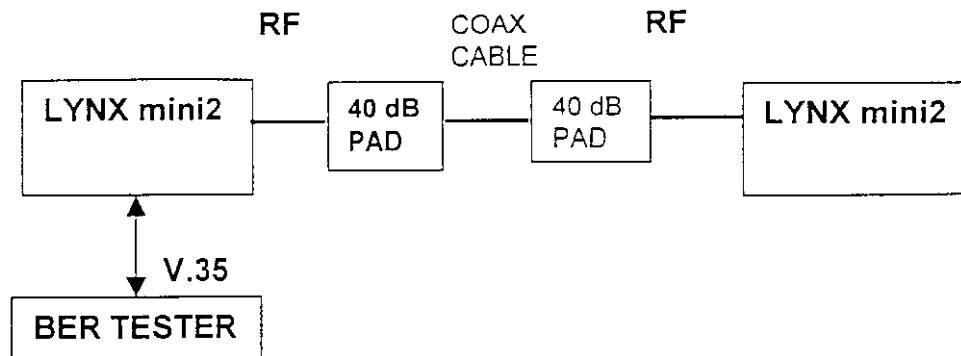 RF
COAX
CABLE
RF
LYNX mini2
40 dB
PAD
40 dB
PAD
LYNX mini2
V.35
BER TESTER